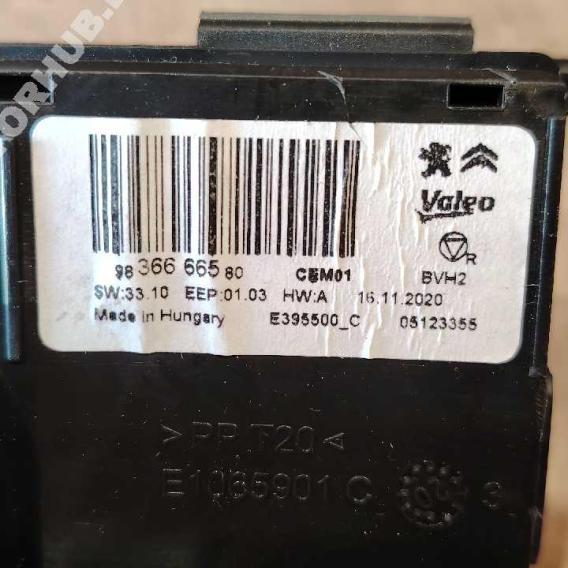 ORHUB.
98 366 665 80 CEM01
Valeo
R
BVH2
SW:33.10 EEP:01.03 HW:A 16.11.2020
Made in Hungary E395500_C 05123355
>PP T20<
E1065901 C 3